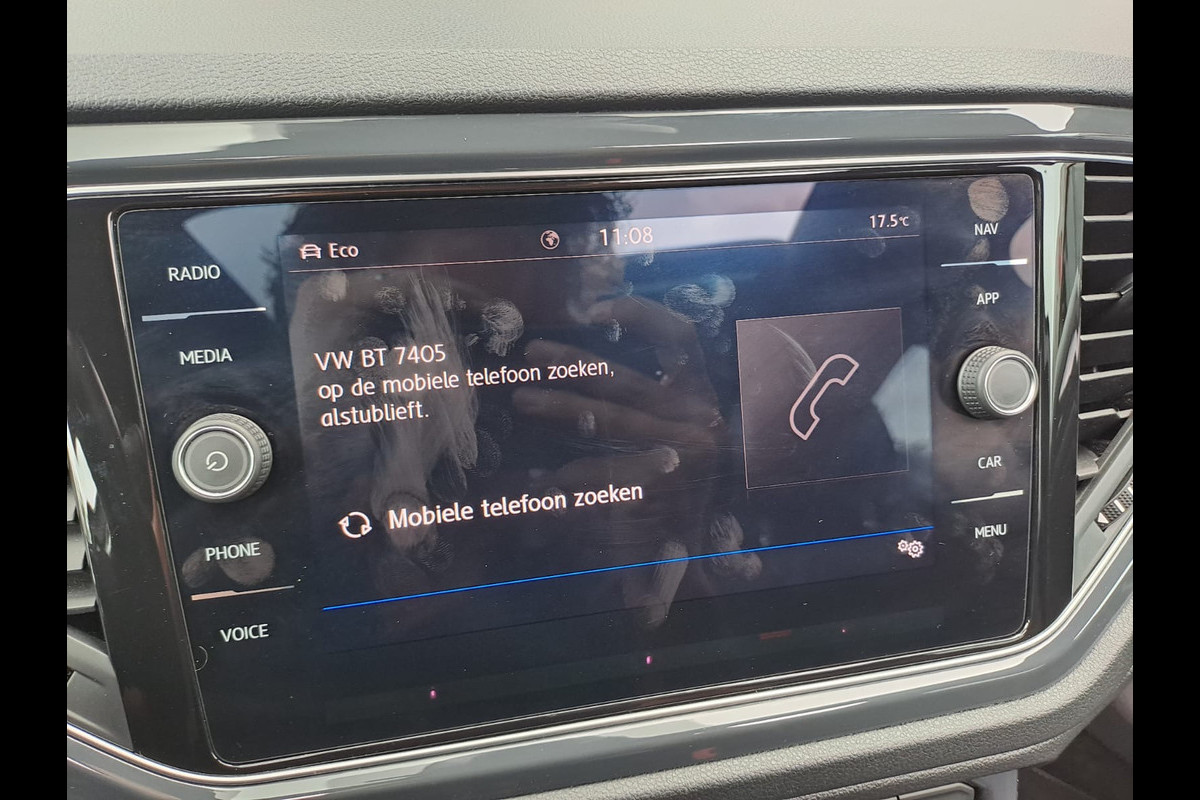 Eco
11:08
17.5°C
RADIO
MEDIA
PHONE
VOICE
VW BT 7405
op de mobiele telefoon zoeken,
alstublieft.
Mobiele telefoon zoeken
NAV
APP
CAR
MENU